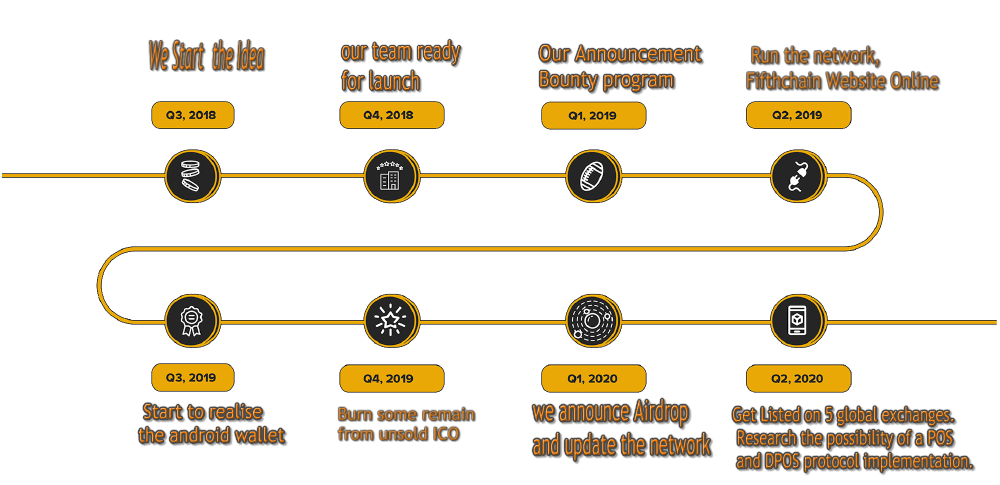 We Start the Idea
our team ready
for launch
Our Announcement
Bounty program
Run the network,
Fifthchain Website Online
Q3, 2018
Q4, 2018
Q1, 2019
Q2, 2019
Q3, 2019
Q4, 2019
Q1, 2020
Q2, 2020
Start to realise
the android wallet
Burn some remain
from unsold ICO
we announce Airdrop
and update the network
Get Listed on 5 global exchanges.
Research the possibility of a POS
and DPOS protocol implementation.